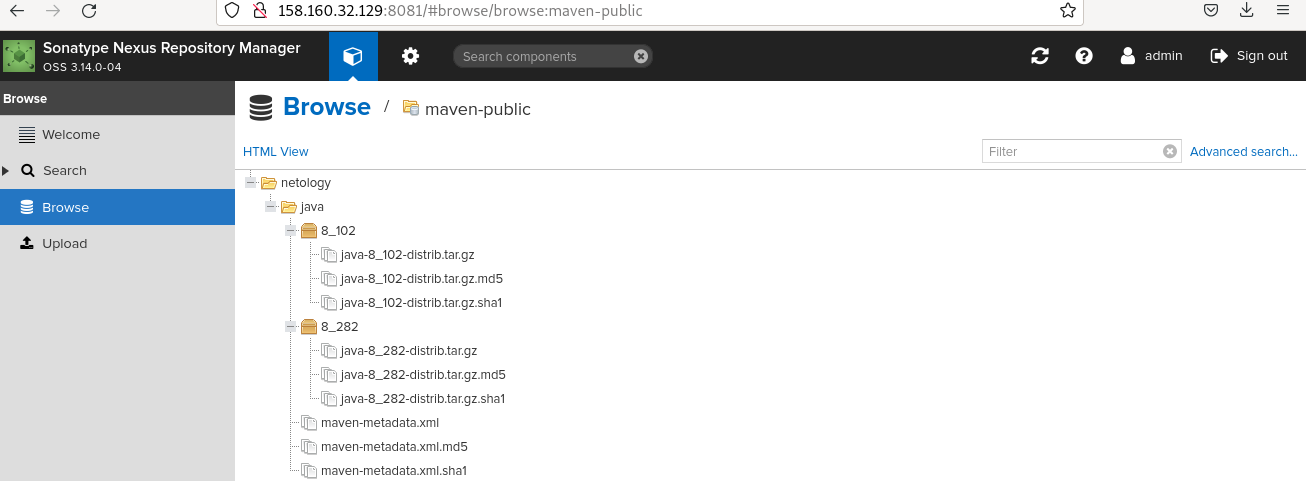 158.160.32.129:8081/#browse/browse:maven-public
Sonatype Nexus Repository Manager
OSS 3.14.0-04
Search components
admin
Sign out
Browse
Welcome
Search
Browse
Upload
Browse / maven-public
HTML View
Filter
Advanced search...
netology
java
8_102
java-8_102-distrib.tar.gz
java-8_102-distrib.tar.gz.md5
java-8_102-distrib.tar.gz.sha1
8_282
java-8_282-distrib.tar.gz
java-8_282-distrib.tar.gz.md5
java-8_282-distrib.tar.gz.sha1
maven-metadata.xml
maven-metadata.xml.md5
maven-metadata.xml.sha1